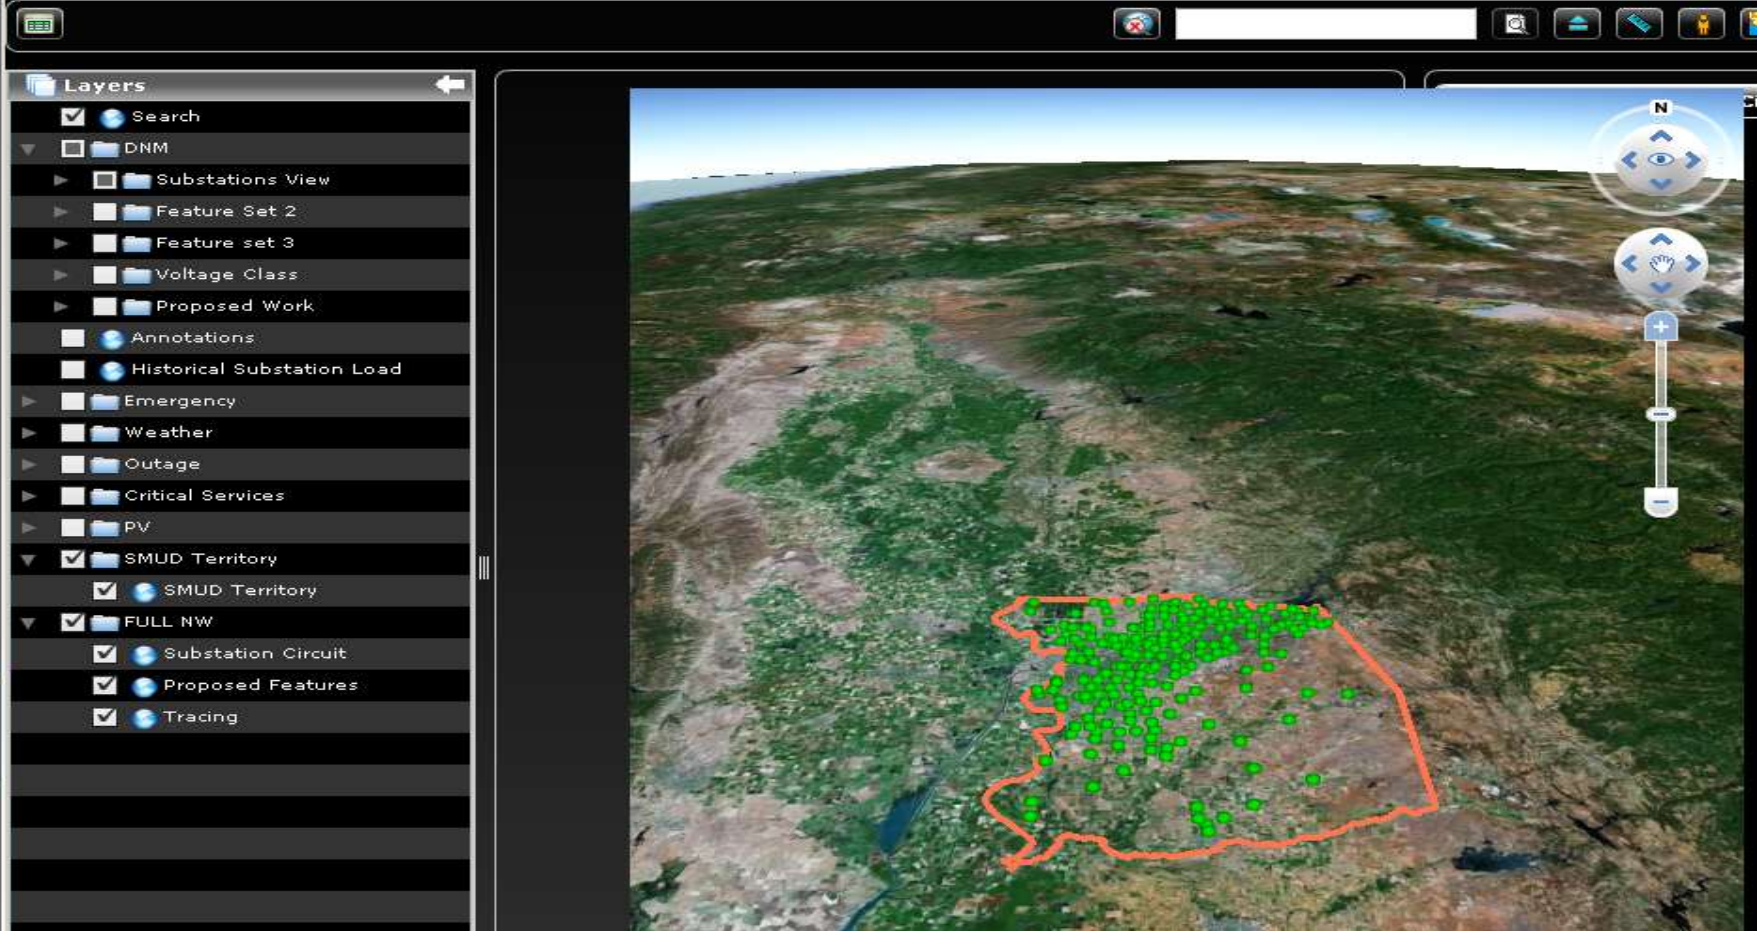 Layers
Search
DNM
Substations View
Feature Set 2
Feature set 3
Voltage Class
Proposed Work
Annotations
Historical Substation Load
Emergency
Weather
Outage
Critical Services
PV
SMUD Territory
SMUD Territory
FULL NW
Substation Circuit
Proposed Features
Tracing
N